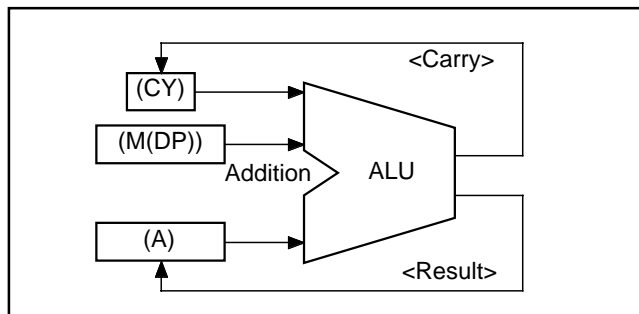 <Carry>
(CY)
(M(DP))
Addition
ALU
(A)
<Result>